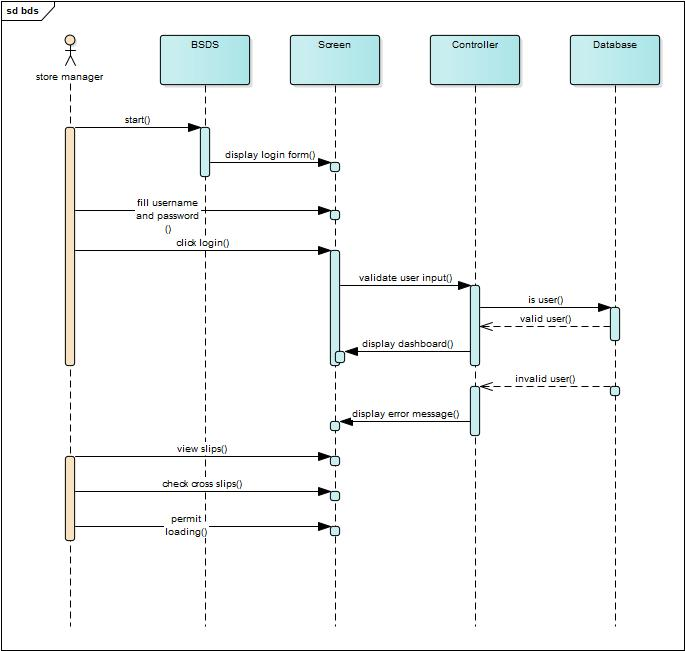 sd bds
BSDS
Screen
Controller
Database
store manager
start()
display login form()
fill username
and password
()
click login()
validate user input()
is user()
valid user()
display dashboard()
invalid user()
display error message()
view slips()
check cross slips()
permit l
loading()